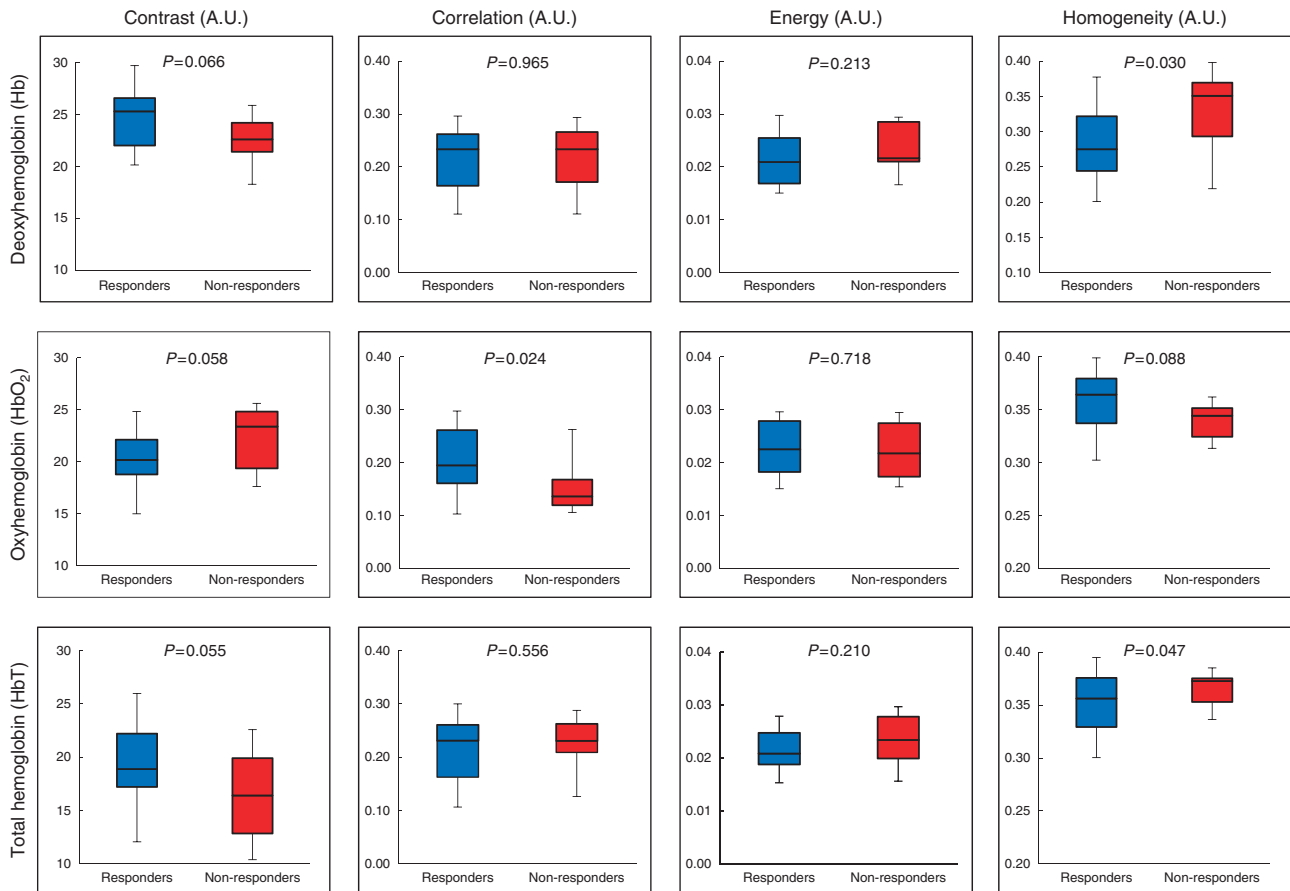 Contrast (A.U.)
Correlation (A.U.)
Energy (A.U.)
Homogeneity (A.U.)
Deoxyhemoglobin (Hb)
30
25
20
15
10
P=0.066
Responders
Non-responders
0.40
0.30
0.20
0.10
0.00
P=0.965
Responders
Non-responders
0.04
0.03
0.02
0.01
0.00
P=0.213
Responders
Non-responders
0.40
0.35
0.30
0.25
0.20
0.15
0.10
P=0.030
Responders
Non-responders
Oxyhemoglobin (HbO₂)
30
25
20
15
10
P=0.058
Responders
Non-responders
0.40
0.30
0.20
0.10
0.00
P=0.024
Responders
Non-responders
0.04
0.03
0.02
0.01
0.00
P=0.718
Responders
Non-responders
0.40
0.35
0.30
0.25
0.20
P=0.088
Responders
Non-responders
Total hemoglobin (HbT)
30
25
20
15
10
P=0.055
Responders
Non-responders
0.40
0.30
0.20
0.10
0.00
P=0.556
Responders
Non-responders
0.04
0.03
0.02
0.01
0.00
P=0.210
Responders
Non-responders
0.40
0.35
0.30
0.25
0.20
P=0.047
Responders
Non-responders